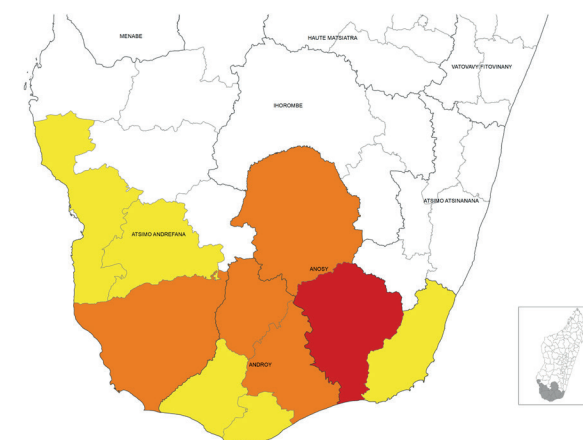 MENABE
HAUTE MATSIATRA
VATOVAVY FITOVINANY
IHOROMBE
ATSIMO ATSINANANA
ATSIMO ANDREFANA
ANOSY
ANDROY